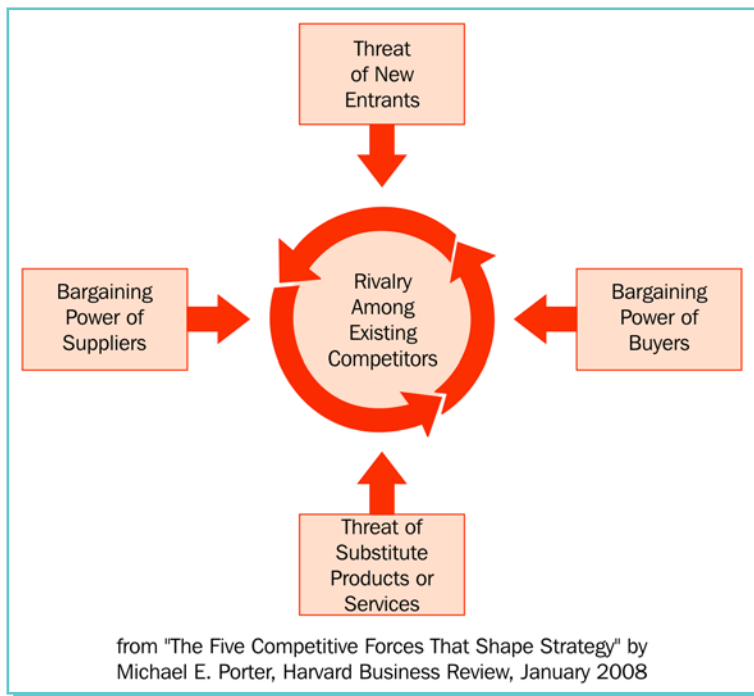 Threat
of New
Entrants
Bargaining
Power of
Suppliers
Rivalry
Among
Existing
Competitors
Bargaining
Power of
Buyers
Threat of
Substitute
Products or
Services
from "The Five Competitive Forces That Shape Strategy" by
Michael E. Porter, Harvard Business Review, January 2008